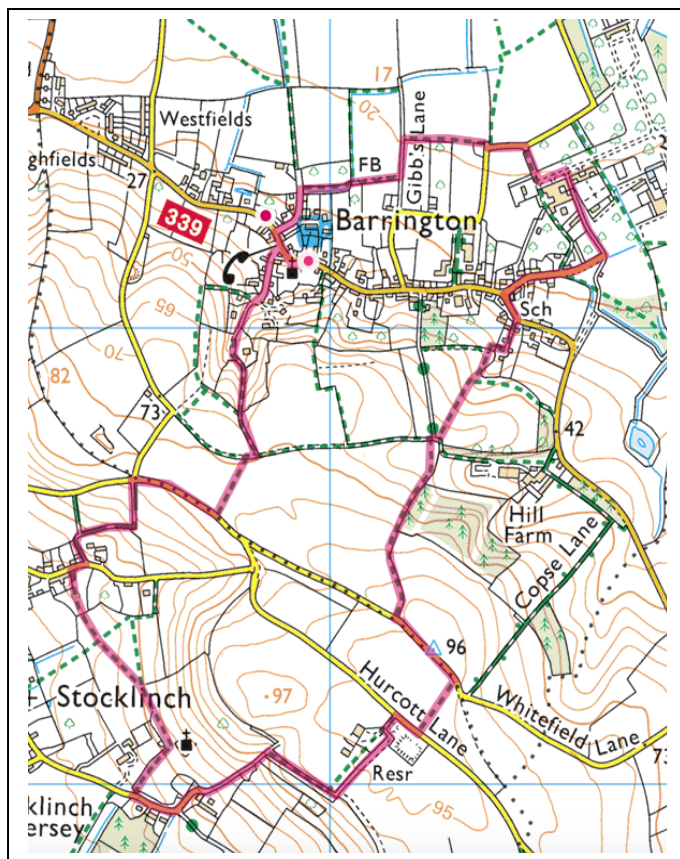 17
20
Westfields
Gibb's Lane
FB
ghfields
27
339
Barrington
50
65
Sch
70
82
73
42
Hill
Farm
Copse Lane
96
Hurcott Lane
97
Stocklinch
Whitefield Lane
73
Resr
95
klinch
ersey